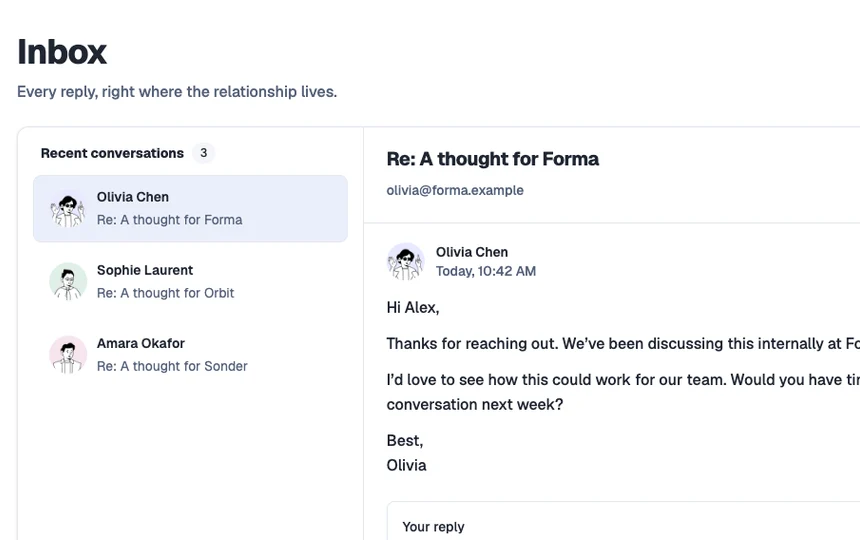 Inbox
Every reply, right where the relationship lives.
Recent conversations 3
Olivia Chen
Re: A thought for Forma
Sophie Laurent
Re: A thought for Orbit
Amara Okafor
Re: A thought for Sonder
Re: A thought for Forma
olivia@forma.example
Olivia Chen
Today, 10:42 AM
Hi Alex,
Thanks for reaching out. We’ve been discussing this internally at
I’d love to see how this could work for our team. Would you have
conversation next week?
Best,
Olivia
Your reply